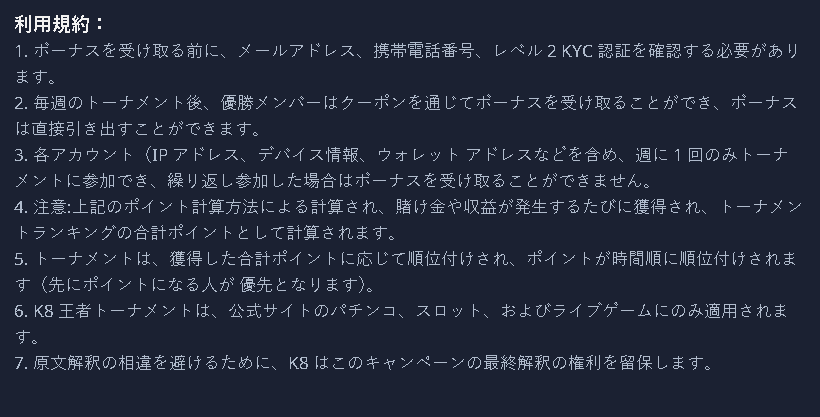 利用規約：
1. ボーナスを受け取る前に、メールアドレス、携帯電話番号、レベル 2 KYC 認証を確認する必要があり
ます。
2. 毎週のトーナメント後、優勝メンバーはクーポンを通じてボーナスを受け取ることができ、ボーナス
は直接引き出すことができます。
3. 各アカウント（IP アドレス、デバイス情報、ウォレット アドレスなどを含め、週に 1 回のみトーナ
メントに参加でき、繰り返し参加した場合はボーナスを受け取ることができません。
4. 注意:上記のポイント計算方法による計算され、賭け金や収益が発生するたびに獲得され、トーナメン
トランキングの合計ポイントとして計算されます。
5. トーナメントは、獲得した合計ポイントに応じて順位付けされ、ポイントが時間順に順位付けされま
す（先にポイントになる人が 優先となります）。
6. K8 王者トーナメントは、公式サイトのパチンコ、スロット、およびライブゲームにのみ適用されま
す。
7. 原文解釈の相違を避けるために、K8 はこのキャンペーンの最終解釈の権利を留保します。